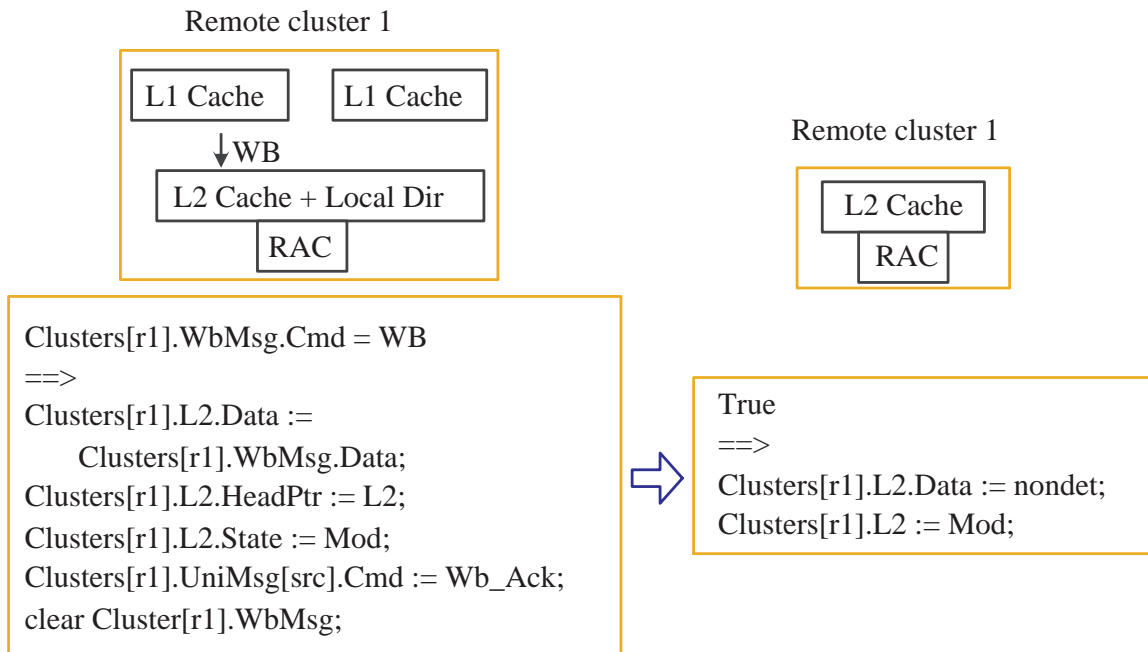 Remote cluster 1
L1 Cache
L1 Cache
WB
L2 Cache + Local Dir
RAC
Clusters[r1].WbMsg.Cmd = WB
==>
Clusters[r1].L2.Data :=
Clusters[r1].WbMsg.Data;
Clusters[r1].L2.HeadPtr := L2;
Clusters[r1].L2.State := Mod;
Clusters[r1].UniMsg[src].Cmd := Wb_Ack;
clear Cluster[r1].WbMsg;
Remote cluster 1
L2 Cache
RAC
True
==>
Clusters[r1].L2.Data := nondet;
Clusters[r1].L2 := Mod;